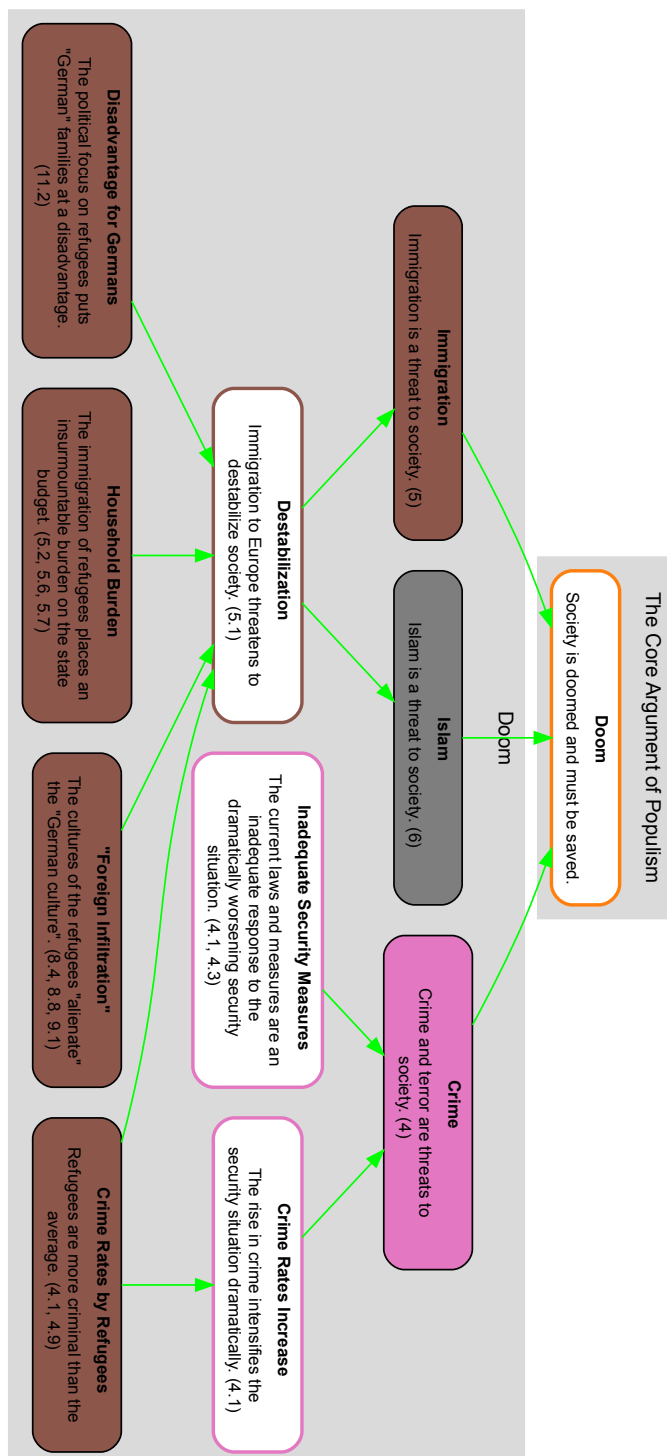 The Core Argument of Populism
Doom
Society is doomed and must be saved.
Doom
Immigration
Immigration is a threat to society. (5)
Islam
Islam is a threat to society. (6)
Crime
Crime and terror are threats to
society. (4)
Destabilization
Immigration to Europe threatens to
destabilize society. (5.1)
Inadequate Security Measures
The current laws and measures are an
inadequate response to the
dramatically worsening security
situation. (4.1, 4.3)
Crime Rates Increase
The rise in crime intensifies the
security situation dramatically. (4.1)
Disadvantage for Germans
The political focus on refugees puts
"German" families at a disadvantage.
(11.2)
Household Burden
The immigration of refugees places an
insurmountable burden on the state
budget. (5.2, 5.6, 5.7)
"Foreign Infiltration"
The cultures of the refugees "alienate"
the "German culture". (8.4, 8.8, 9.1)
Crime Rates by Refugees
Refugees are more criminal than the
average. (4.1, 4.9)